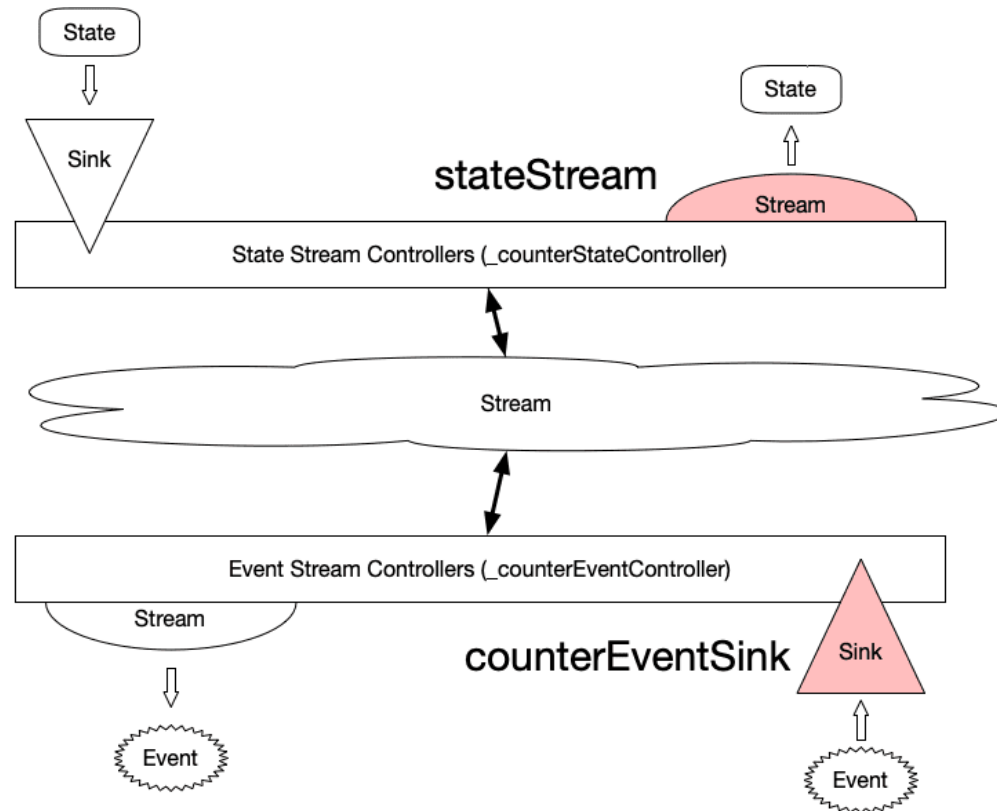 State
State
Sink
stateStream
Stream
State Stream Controllers (_counterStateController)
Stream
Event Stream Controllers (_counterEventController)
Stream
counterEventSink
Sink
Event
Event